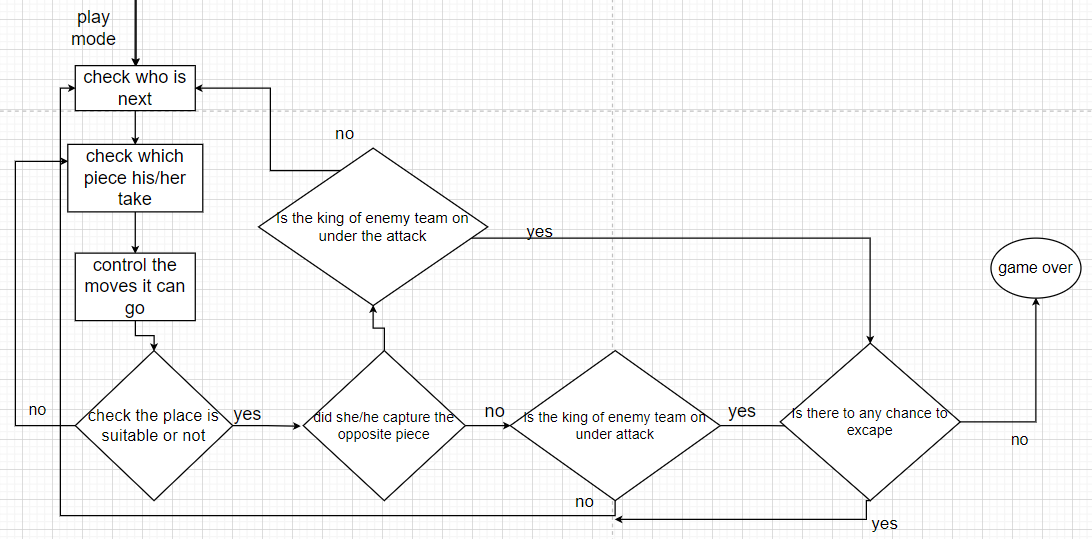 play
mode
check who is
next
check which
piece his/her
take
control the
moves it can
go
no
check the place is
suitable or not
yes
did she/he capture the
opposite piece
no
Is the king of enemy team on
under the attack
no
yes
Is the king of enemy team on
under attack
yes
no
Is there to any chance to
excape
yes
no
game over